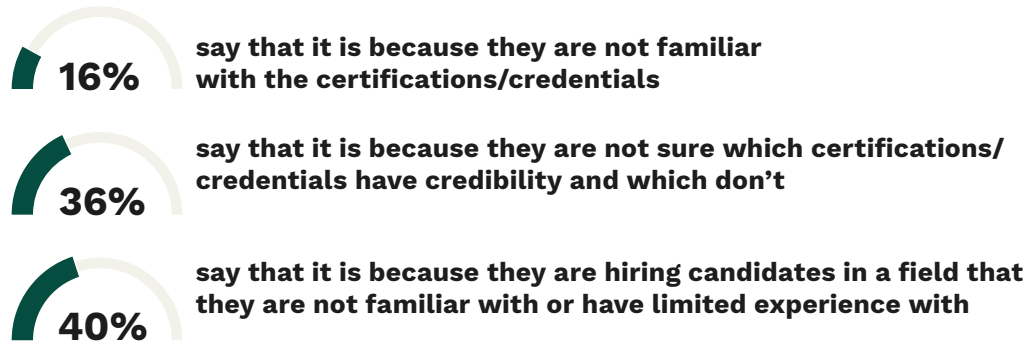 16%
say that it is because they are not familiar
with the certifications/credentials
36%
say that it is because they are not sure which certifications/
credentials have credibility and which don’t
40%
say that it is because they are hiring candidates in a field that
they are not familiar with or have limited experience with